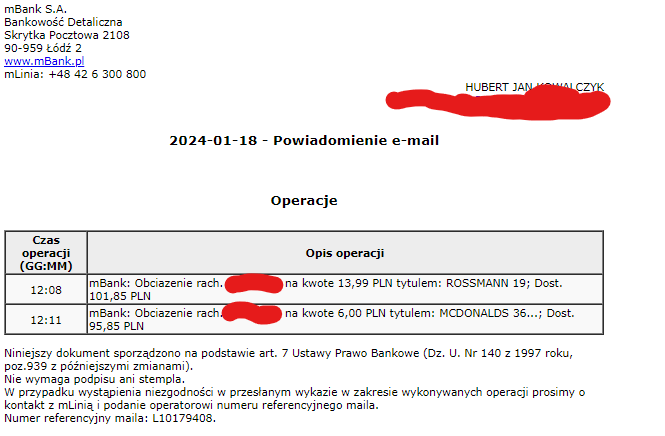 mBank S.A.
Bankowość Detaliczna
Skrytka Pocztowa 2108
90-959 Łódź 2
www.mBank.pl
mLinia: +48 42 6 300 800
HUBERT JAN
2024-01-18 - Powiadomienie e-mail
Operacje
Czas
operacji
(GG:MM)
Opis operacji
12:08
mBank: Obciazenie rach. na kwote 13,99 PLN tytulem: ROSSMANN 19; Dost.
101,85 PLN
12:11
mBank: Obciazenie rach. na kwote 6,00 PLN tytulem: MCDONALDS 36...; Dost.
95,85 PLN
Niniejszy dokument sporządzono na podstawie art. 7 Ustawy Prawo Bankowe (Dz. U. Nr 140 z 1997 roku,
poz.939 z późniejszymi zmianami).
Nie wymaga podpisu ani stempla.
W przypadku wystąpienia niezgodności w przesłanym wykazie w zakresie wykonywanych operacji prosimy o
kontakt z mLinią i podanie operatorowi numeru referencyjnego maila.
Numer referencyjny maila: L10179408.